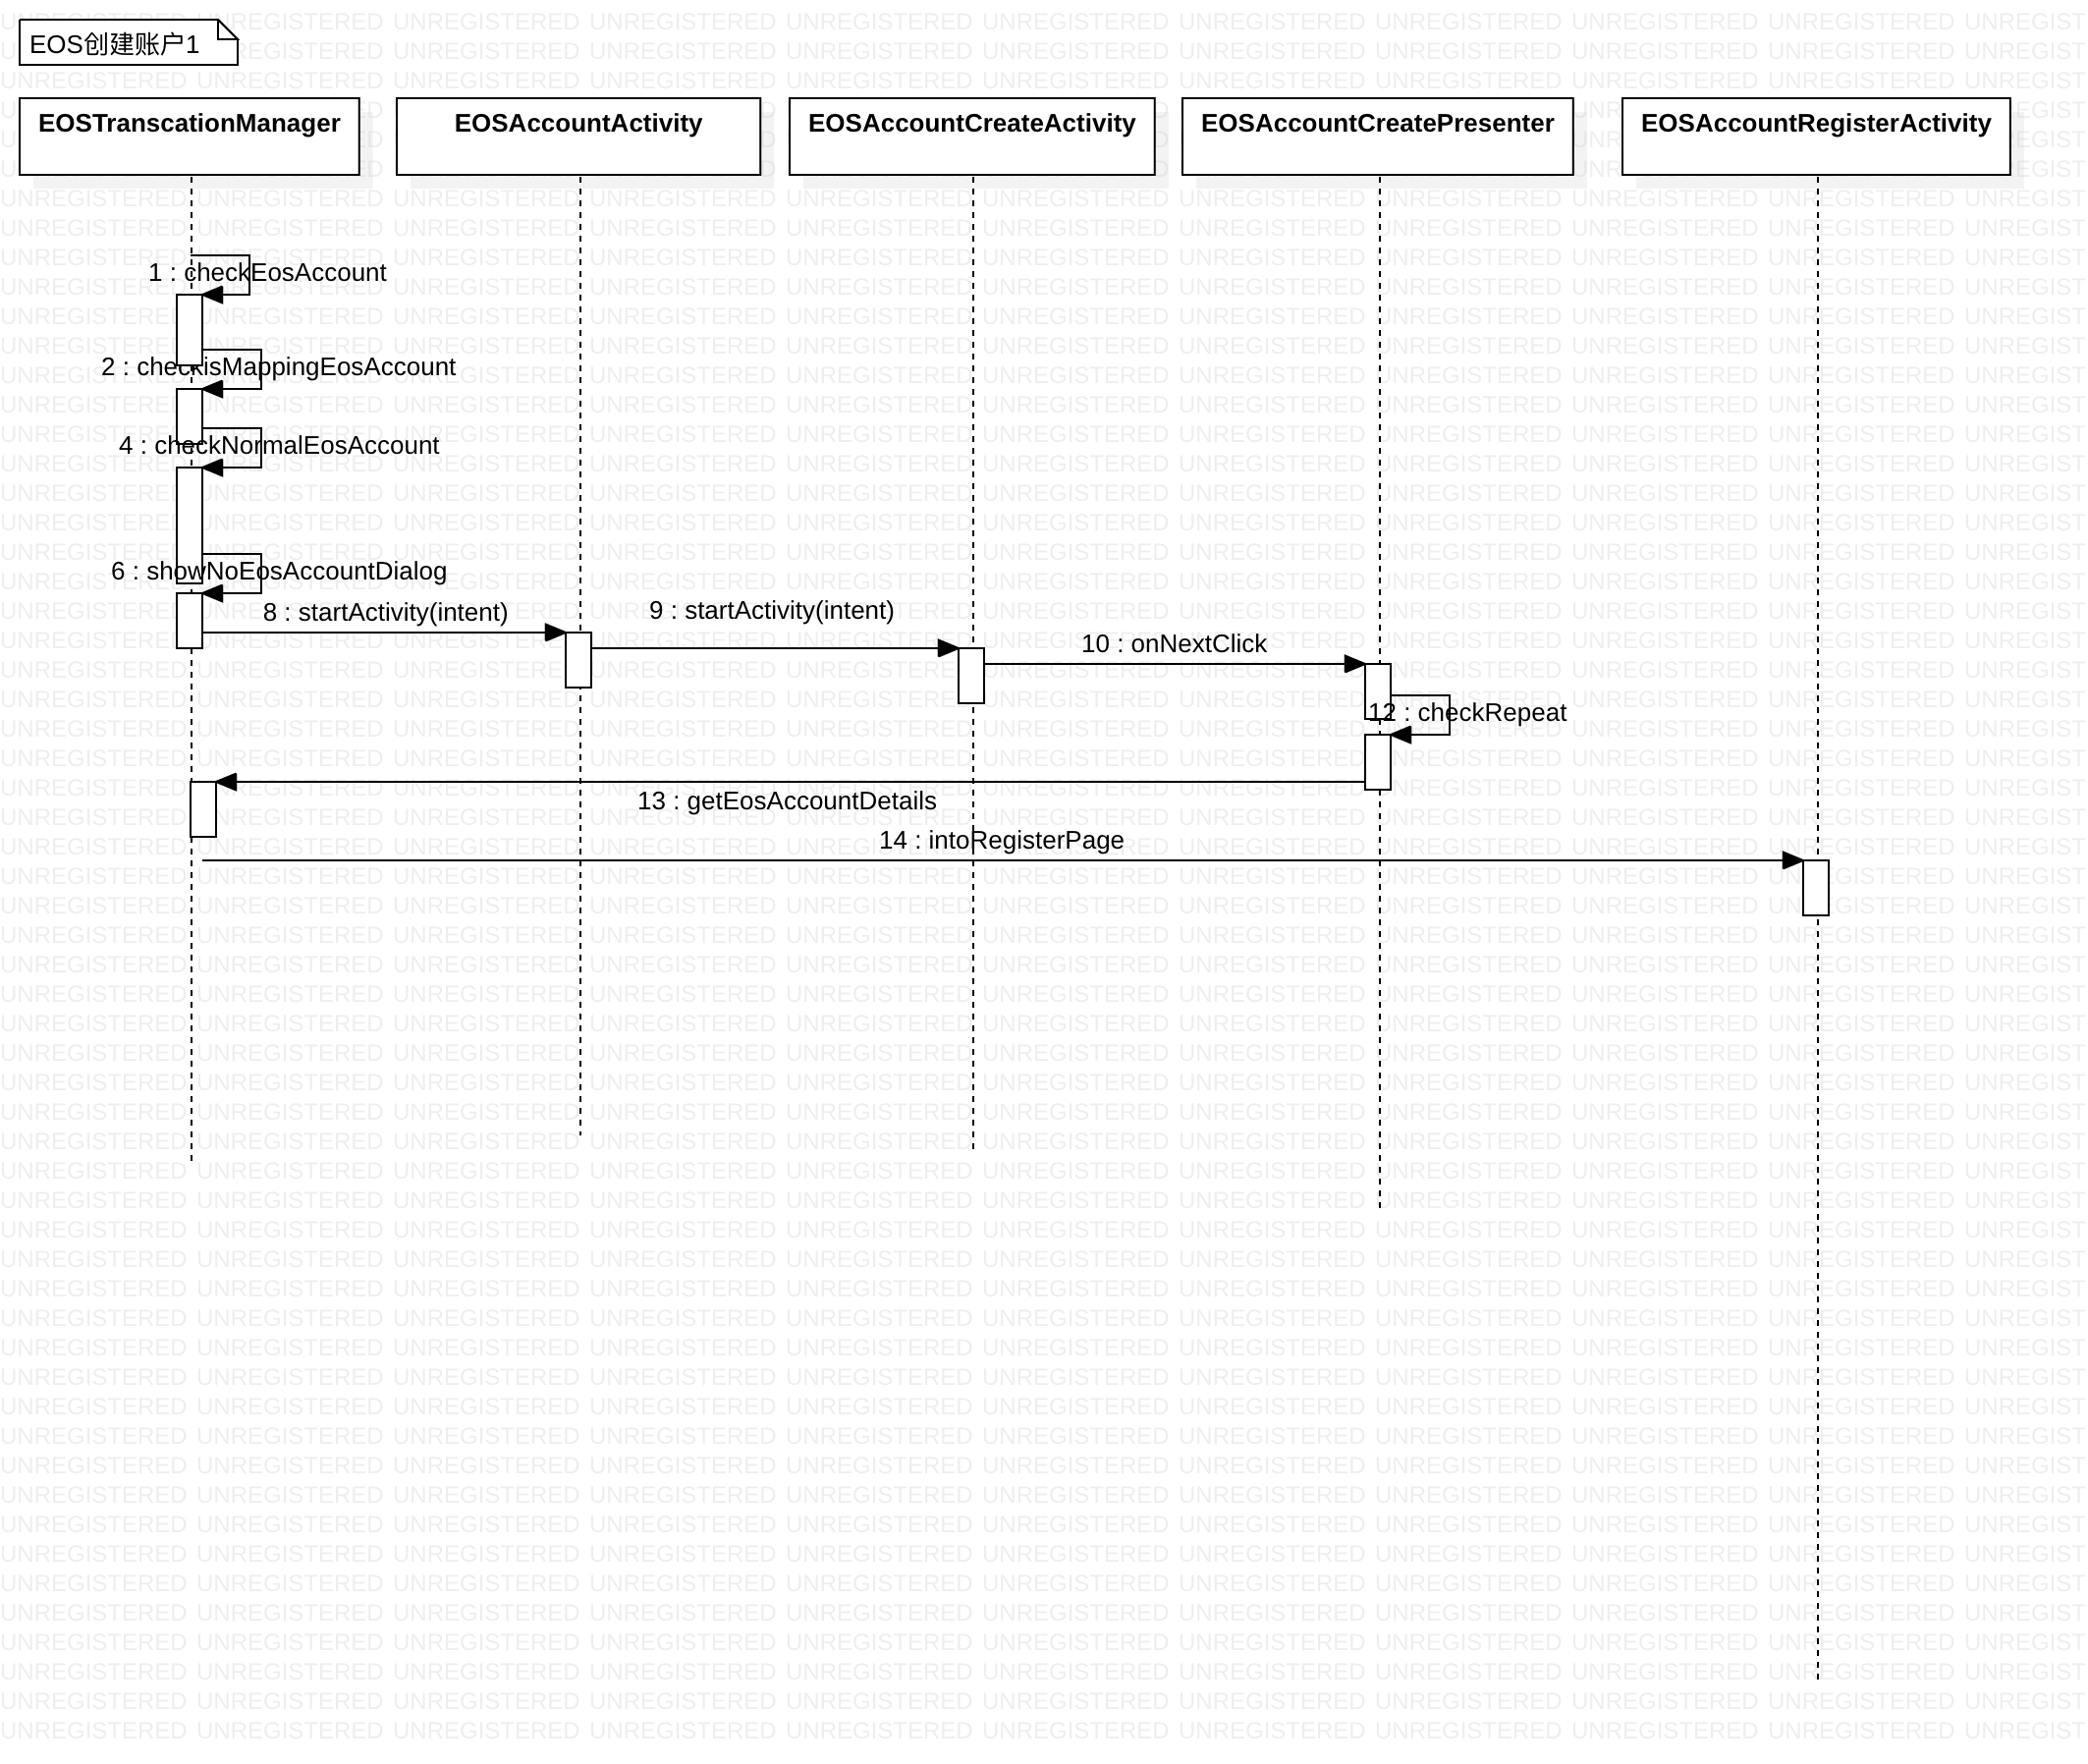 EOS创建账户1
EOSTranscationManager
EOSAccountActivity
EOSAccountCreateActivity
EOSAccountCreatePresenter
EOSAccountRegisterActivity
1 : checkEosAccount
2 : checkisMappingEosAccount
4 : checkNormalEosAccount
6 : showNoEosAccountDialog
8 : startActivity(intent)
9 : startActivity(intent)
10 : onNextClick
12 : checkRepeat
13 : getEosAccountDetails
14 : intoRegisterPage
UNREGISTERED